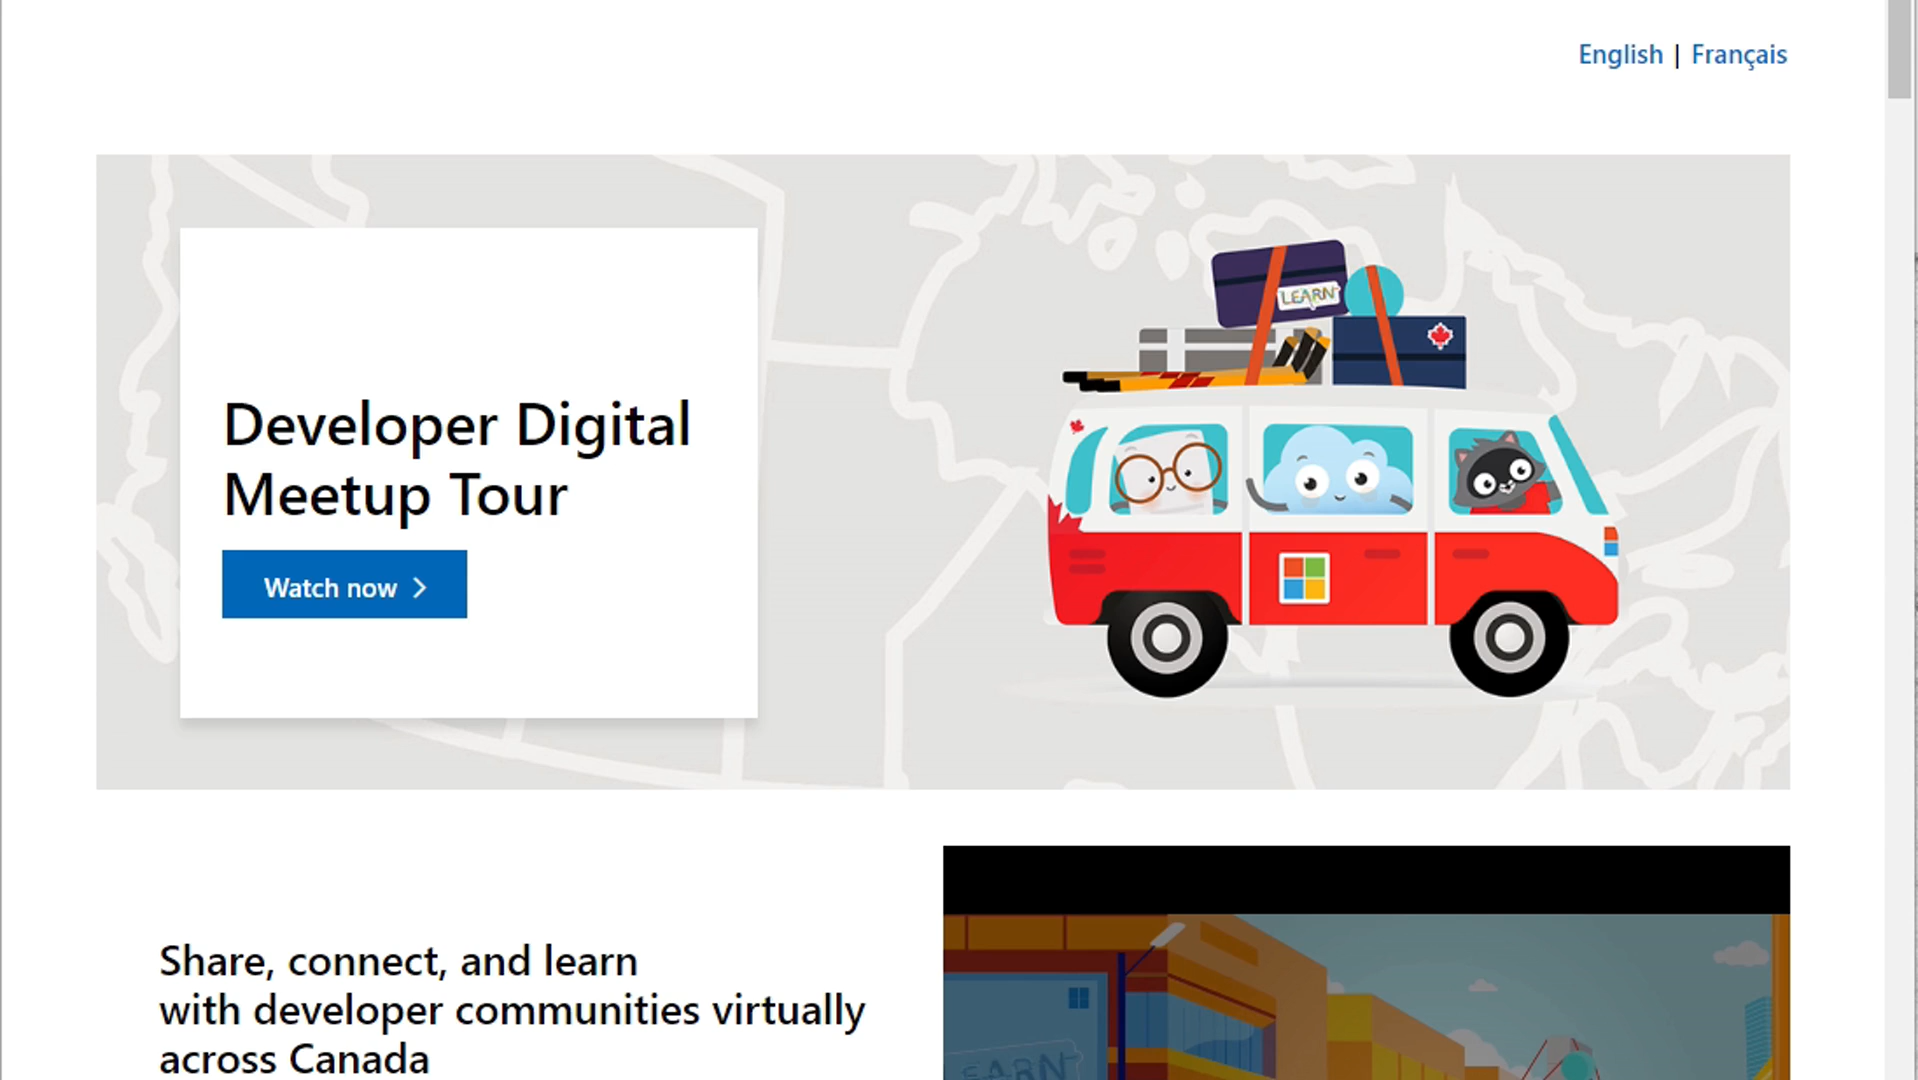 English | Français
LEARN
Developer Digital
Meetup Tour
Watch now
Share, connect, and learn
with developer communities virtually
across Canada
LEARN